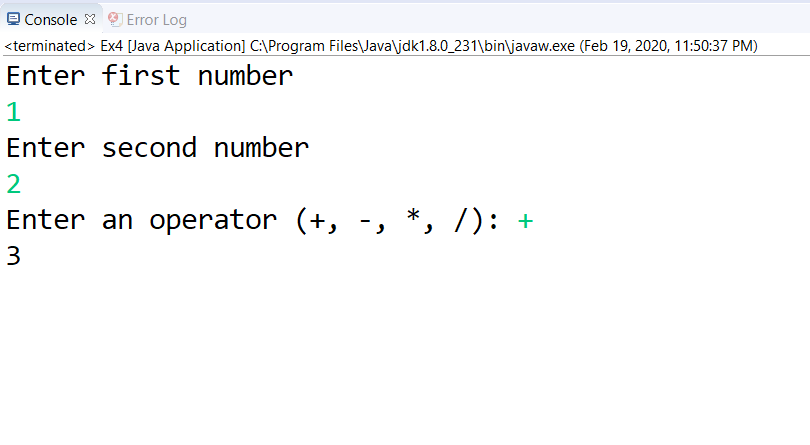 Console Error Log
<terminated> Ex4 [Java Application] C:\Program Files\Java\jdk1.8.0_231\bin\javaw.exe (Feb 19, 2020, 11:50:37 PM)
Enter first number
1
Enter second number
2
Enter an operator (+, -, *, /): +
3